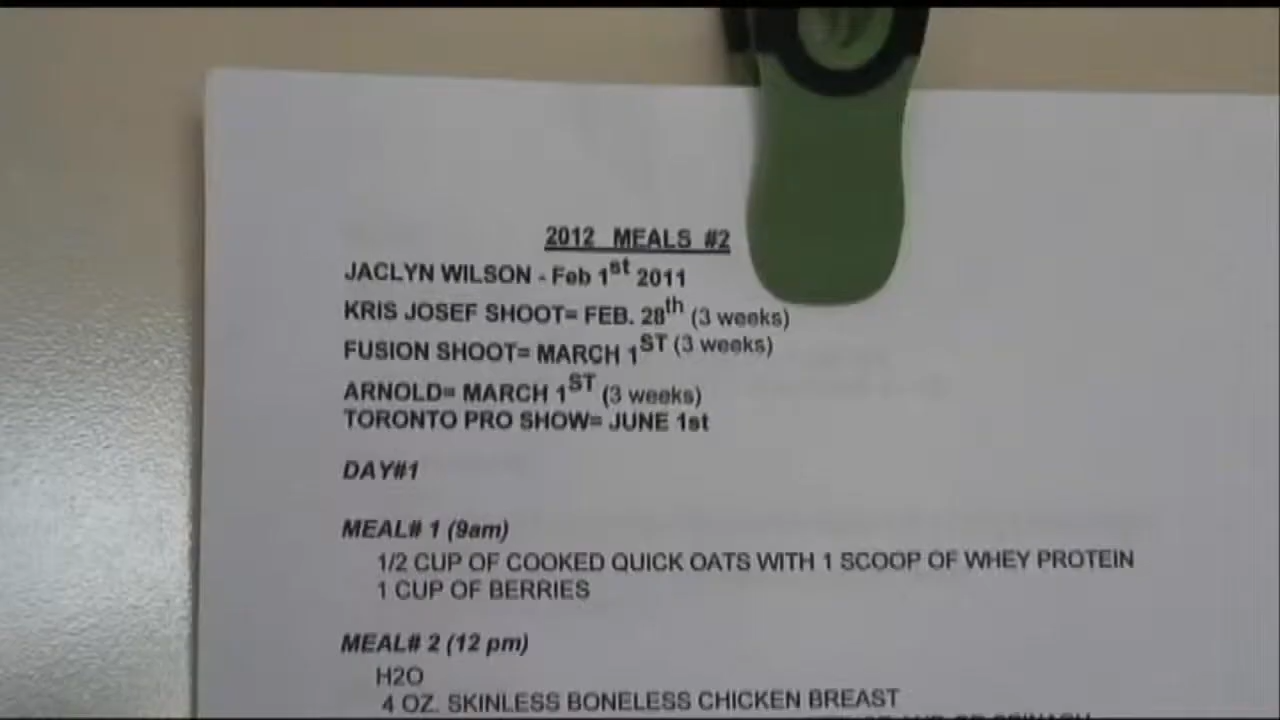 2012 MEALS #2
JACLYN WILSON - Feb 1st 2011
KRIS JOSEF SHOOT= FEB. 28th (3 weeks)
FUSION SHOOT= MARCH 1ST (3 weeks)
ARNOLD= MARCH 1ST (3 weeks)
TORONTO PRO SHOW= JUNE 1st
DAY#1
MEAL# 1 (9am)
1/2 CUP OF COOKED QUICK OATS WITH 1 SCOOP OF WHEY PROTEIN
1 CUP OF BERRIES
MEAL# 2 (12 pm)
H2O
4 OZ. SKINLESS BONELESS CHICKEN BREAST